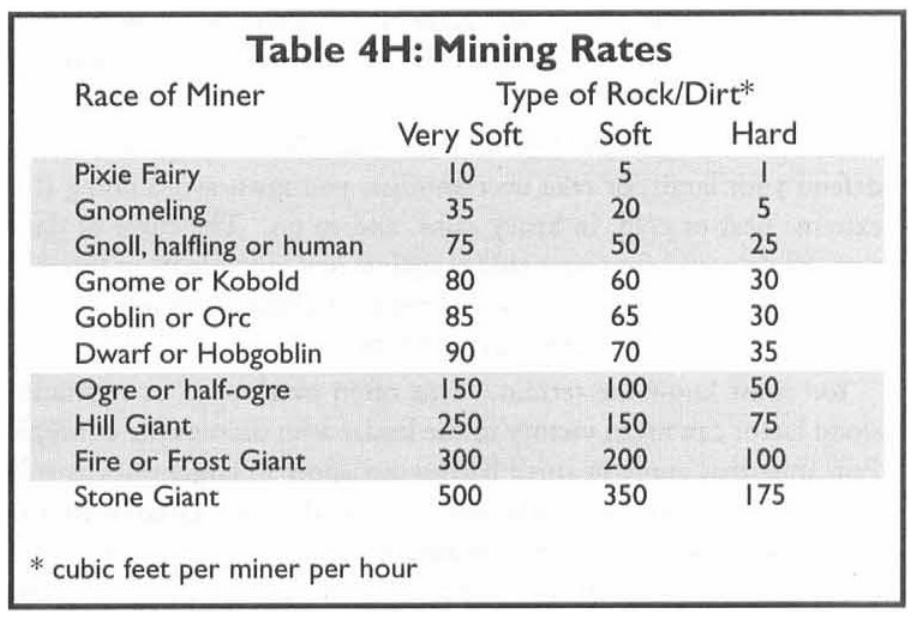 Table 4H: Mining Rates
Race of Miner Type of Rock/Dirt*
Very Soft Soft Hard
Pixie Fairy 10 5 1
Gnomeling 35 20 5
Gnoll, halfling or human 75 50 25
Gnome or Kobold 80 60 30
Goblin or Orc 85 65 30
Dwarf or Hobgoblin 90 70 35
Ogre or half-ogre 150 100 50
Hill Giant 250 150 75
Fire or Frost Giant 300 200 100
Stone Giant 500 350 175
* cubic feet per miner per hour